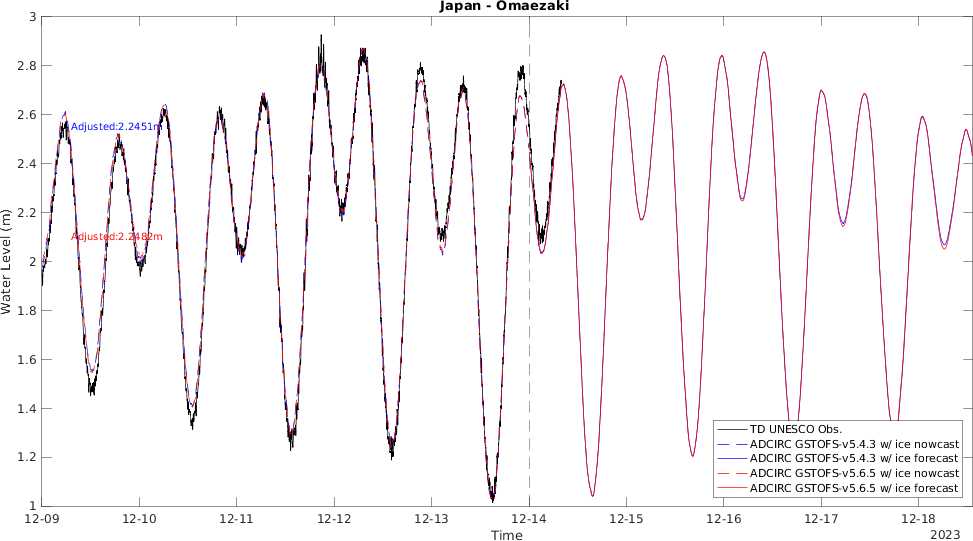 Japan - Omaezaki
3
2.8
2.6
2.4
2.2
2
1.8
1.6
1.4
1.2
1
Water Level (m)
Adjusted:2.2451m
Adjusted:2.2482m
TD UNESCO Obs.
ADCIRC GSTOFS-v5.4.3 w/ ice nowcast
ADCIRC GSTOFS-v5.4.3 w/ ice forecast
ADCIRC GSTOFS-v5.6.5 w/ ice nowcast
ADCIRC GSTOFS-v5.6.5 w/ ice forecast
12-09 12-10 12-11 12-12 12-13 12-14 12-15 12-16 12-17 12-18
Time
2023